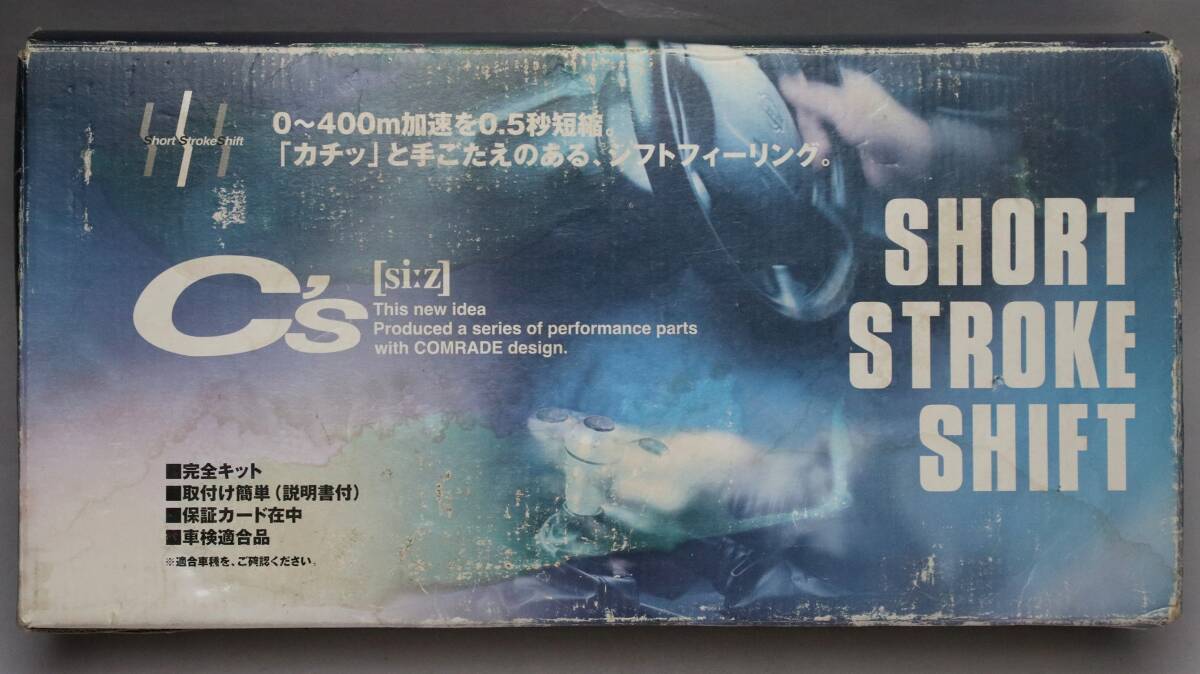 Short Stroke Shift
0〜400m加速を0.5秒短縮。
「カチッ」と手ごたえのある、シフトフィーリング。
SHORT
STROKE
SHIFT
C's
[si:z]
This new idea
Produced a series of performance parts
with COMRADE design.
■完全キット
■取付け簡単（説明書付）
■保証カード在中
■車検適合品
※適合車種を、ご確認ください。